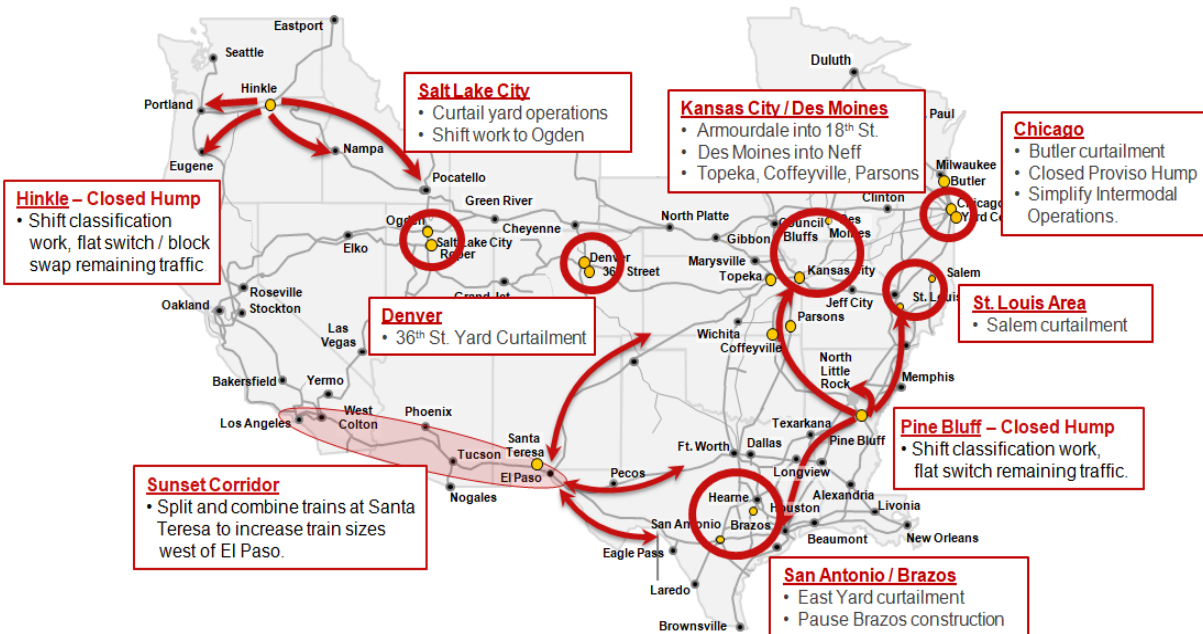 Eastport
Seattle
Hinkle
Portland
Eugene
Nampa
Pocatello
Salt Lake City
• Curtail yard operations
• Shift work to Ogden
Duluth
Kansas City / Des Moines
• Armourdale into 18th St.
• Des Moines into Neff
• Topeka, Coffeyville, Parsons
Paul
Chicago
• Butler curtailment
• Closed Proviso Hump
• Simplify Intermodal
Operations.
Milwaukee
Butler
Chicago
Yard
Hinkle – Closed Hump
• Shift classification
work, flat switch / block
swap remaining traffic
Ogden
Salt Lake City
Roper
Elko
Green River
Cheyenne
North Platte
Gibbon
Council
Bluffs
Des
Moines
Clinton
Denver
36th Street
Marysville
Topeka
Kansas City
Jeff City
Salem
St. Louis
Roseville
Oakland
Stockton
Las
Vegas
Denver
• 36th St. Yard Curtailment
St. Louis Area
• Salem curtailment
Parsons
Wichita
Coffeyville
North
Little
Rock
Memphis
Bakersfield
Yermo
Los Angeles
West
Colton
Phoenix
Tucson
Nogales
Santa
Teresa
El Paso
Pecos
Ft. Worth
Dallas
Texarkana
Longview
Pine Bluff
Pine Bluff – Closed Hump
• Shift classification work,
flat switch remaining traffic.
Sunset Corridor
• Split and combine trains at Santa
Teresa to increase train sizes
west of El Paso.
Hearne
Brazos
Houston
Alexandria
Livonia
Beaumont
New Orleans
San Antonio
Eagle Pass
Laredo
Brownsville
San Antonio / Brazos
• East Yard curtailment
• Pause Brazos construction